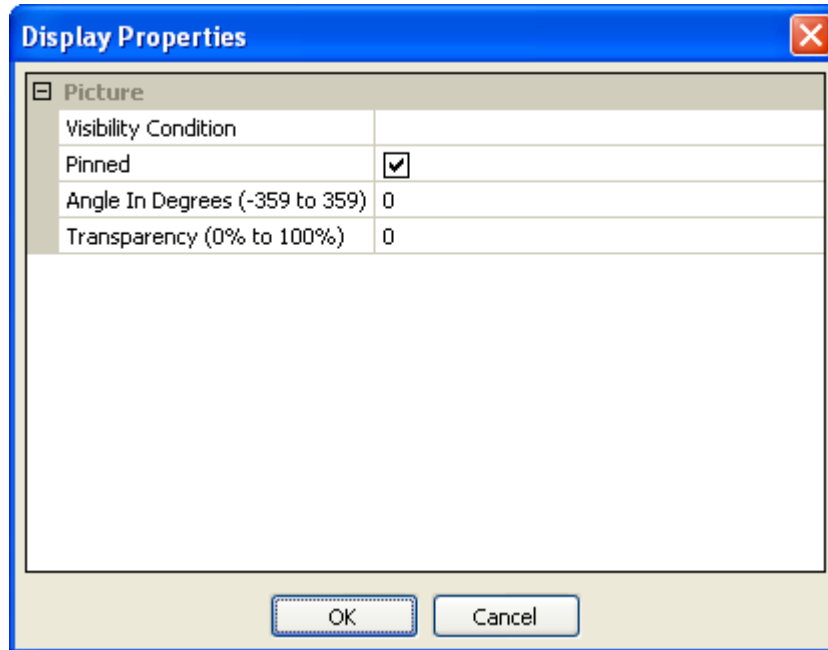 Display Properties
Picture
Visibility Condition
Pinned
Angle In Degrees (-359 to 359) 0
Transparency (0% to 100%) 0
OK Cancel